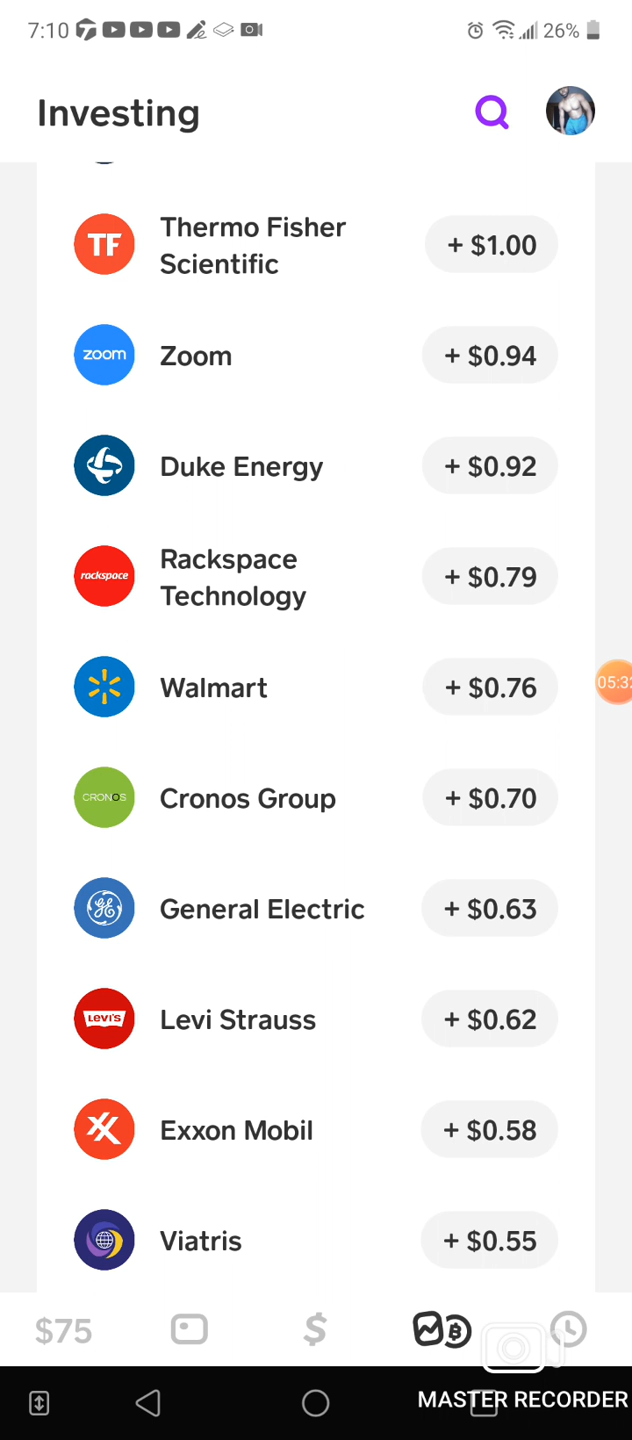 7:10 26%
Investing
TF Thermo Fisher
Scientific
+ $1.00
zoom Zoom + $0.94
Duke Energy + $0.92
rackspace Rackspace
Technology
+ $0.79
Walmart + $0.76
05:32
CRONOS Cronos Group + $0.70
GE General Electric + $0.63
LEVI'S Levi Strauss + $0.62
Exxon Mobil + $0.58
Viatris + $0.55
$75 $
MASTER RECORDER